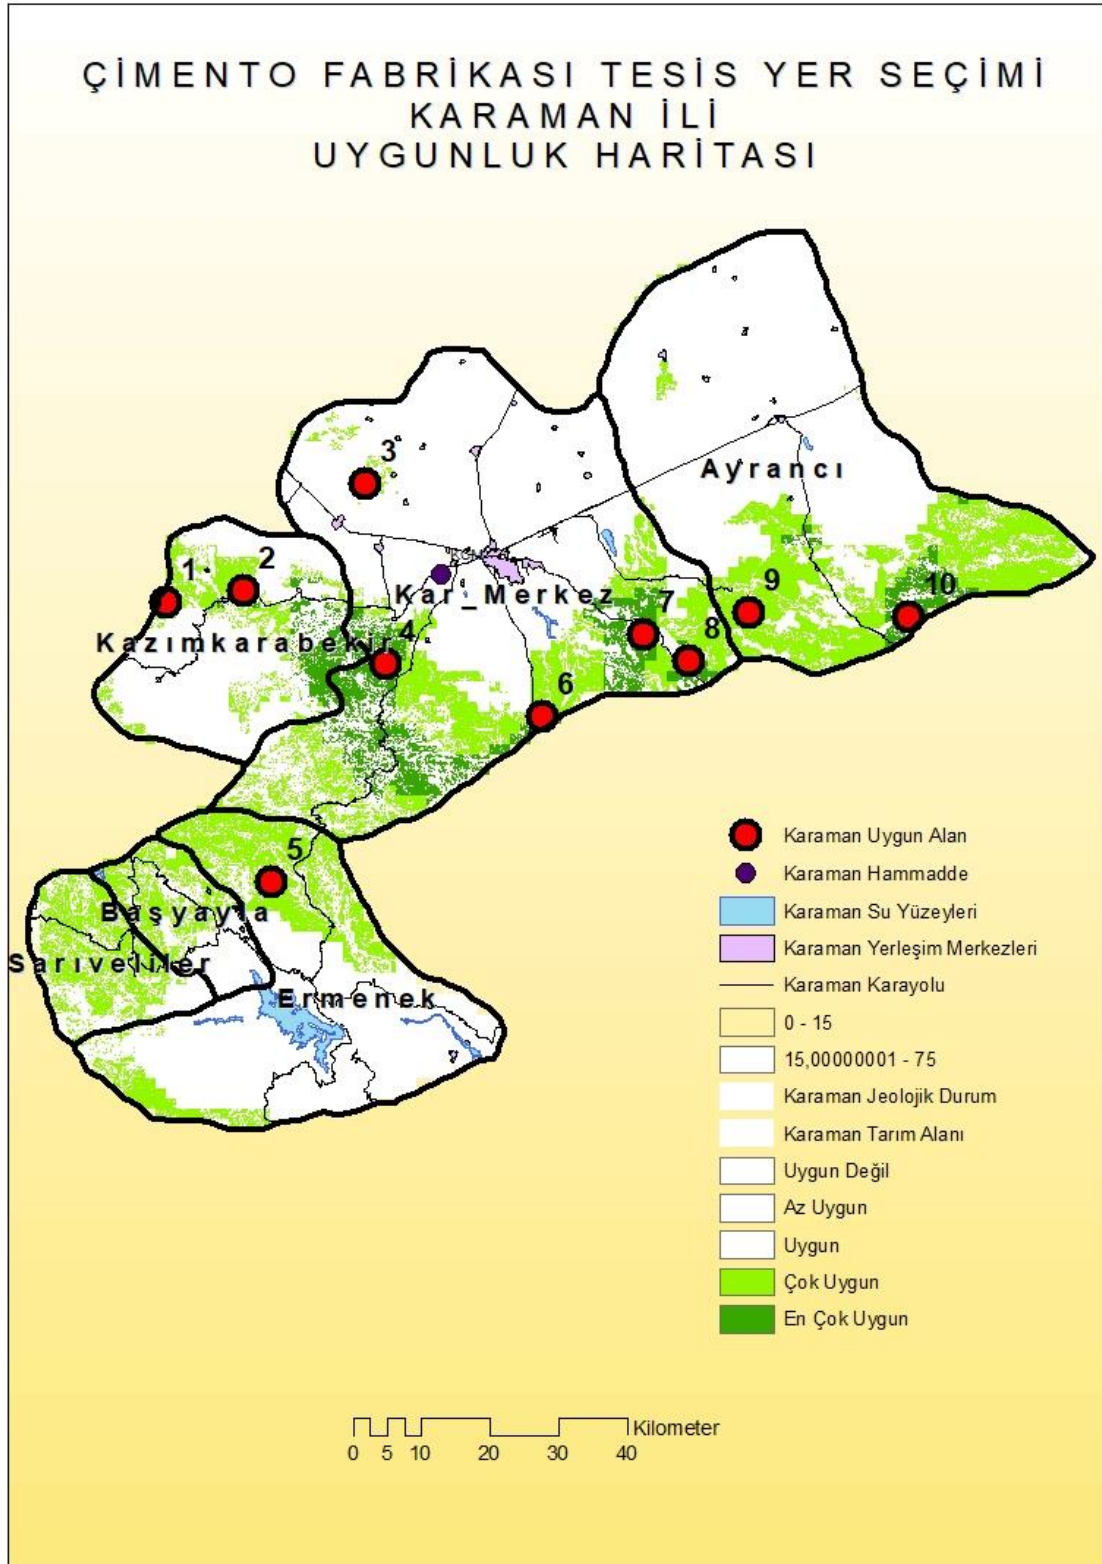 ÇİMENTO FABRİKASI TESİS YER SEÇİMİ
KARAMAN İLİ
UYGUNLUK HARİTASI
3
Ayrancı
1
2
Kar_Merkez
7
9
10
Kazımkarabekir
4
8
6
5
Başyayla
Sarıveliler
Ermenek
Karaman Uygun Alan
Karaman Hammadde
Karaman Su Yüzeyleri
Karaman Yerleşim Merkezleri
Karaman Karayolu
0 - 15
15,00000001 - 75
Karaman Jeolojik Durum
Karaman Tarım Alanı
Uygun Değil
Az Uygun
Uygun
Çok Uygun
En Çok Uygun
Kilometer
0 5 10 20 30 40